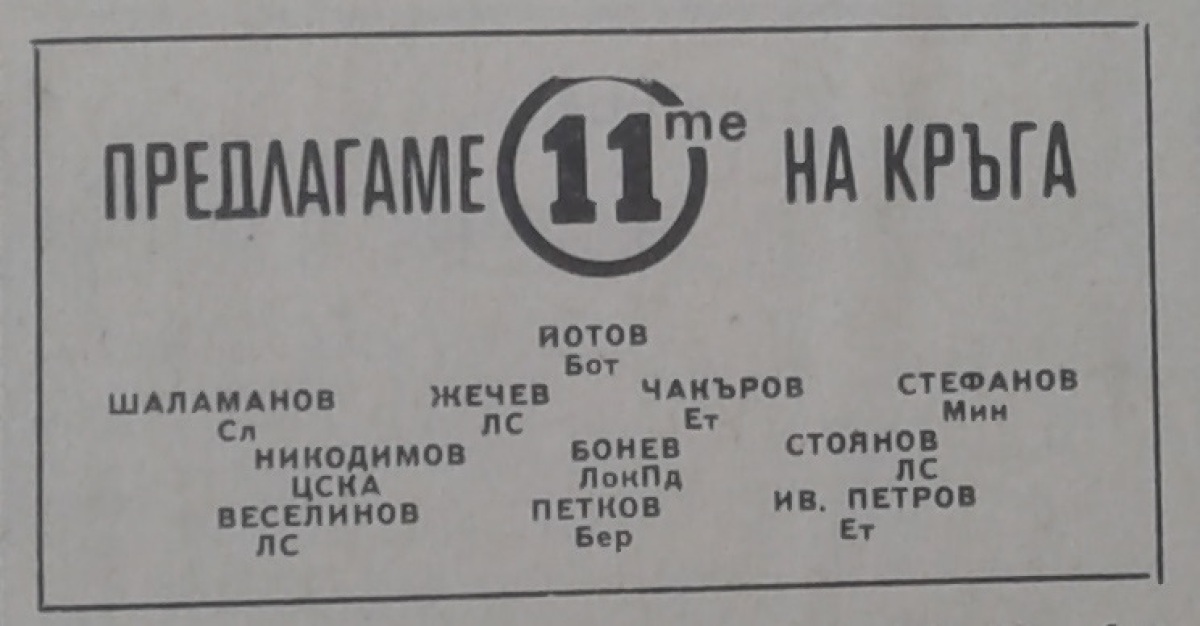 ПРЕДЛАГАМЕ 11те НА КРЪГА
ЙОТОВ
Бот
ШАЛАМАНОВ ЖЕЧЕВ ЧАКЪРОВ СТЕФАНОВ
Сл ЛС Ет Мин
НИКОДИМОВ БОНЕВ СТОЯНОВ
ЦСКА ЛокПд ЛС
ВЕСЕЛИНОВ ПЕТКОВ ИВ. ПЕТРОВ
ЛС Бер Ет